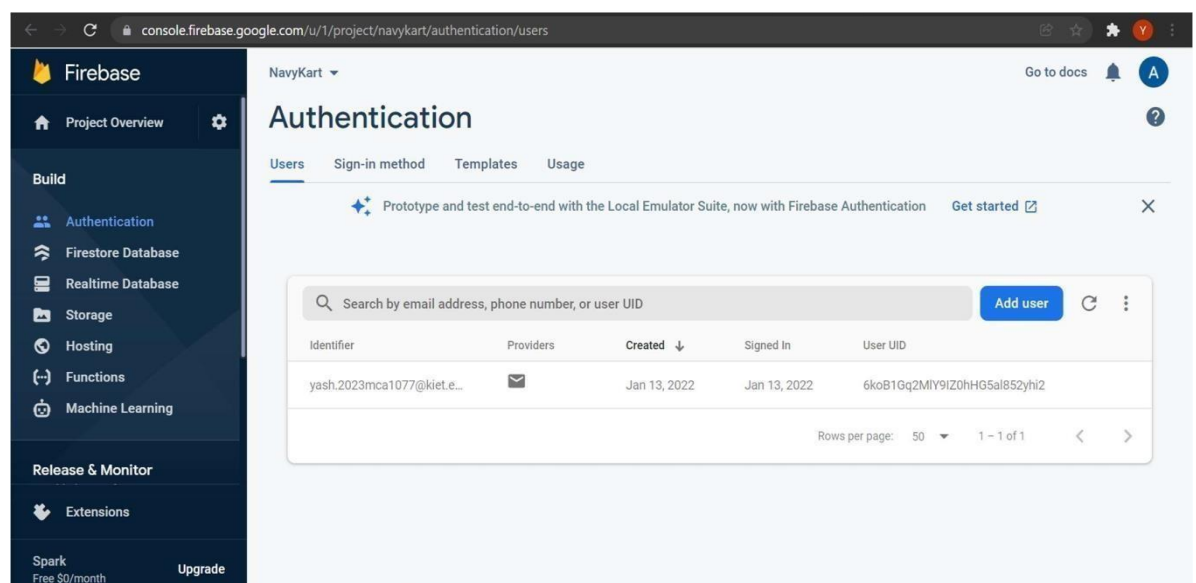 console.firebase.google.com/u/1/project/navykart/authentication/users
Y
Firebase
NavyKart
Go to docs
A
Project Overview
Authentication
?
Users Sign-in method Templates Usage
Build
Prototype and test end-to-end with the Local Emulator Suite, now with Firebase Authentication Get started
Authentication
Firestore Database
Realtime Database
Storage
Hosting
Functions
Machine Learning
Search by email address, phone number, or user UID
Add user
Identifier Providers Created Signed In User UID
yash.2023mca1077@kiet.e... Jan 13, 2022 Jan 13, 2022 6koB1Gq2MlY9IZ0hHG5al852yhi2
Rows per page: 50 1 – 1 of 1
Release & Monitor
Extensions
Spark
Free $0/month
Upgrade